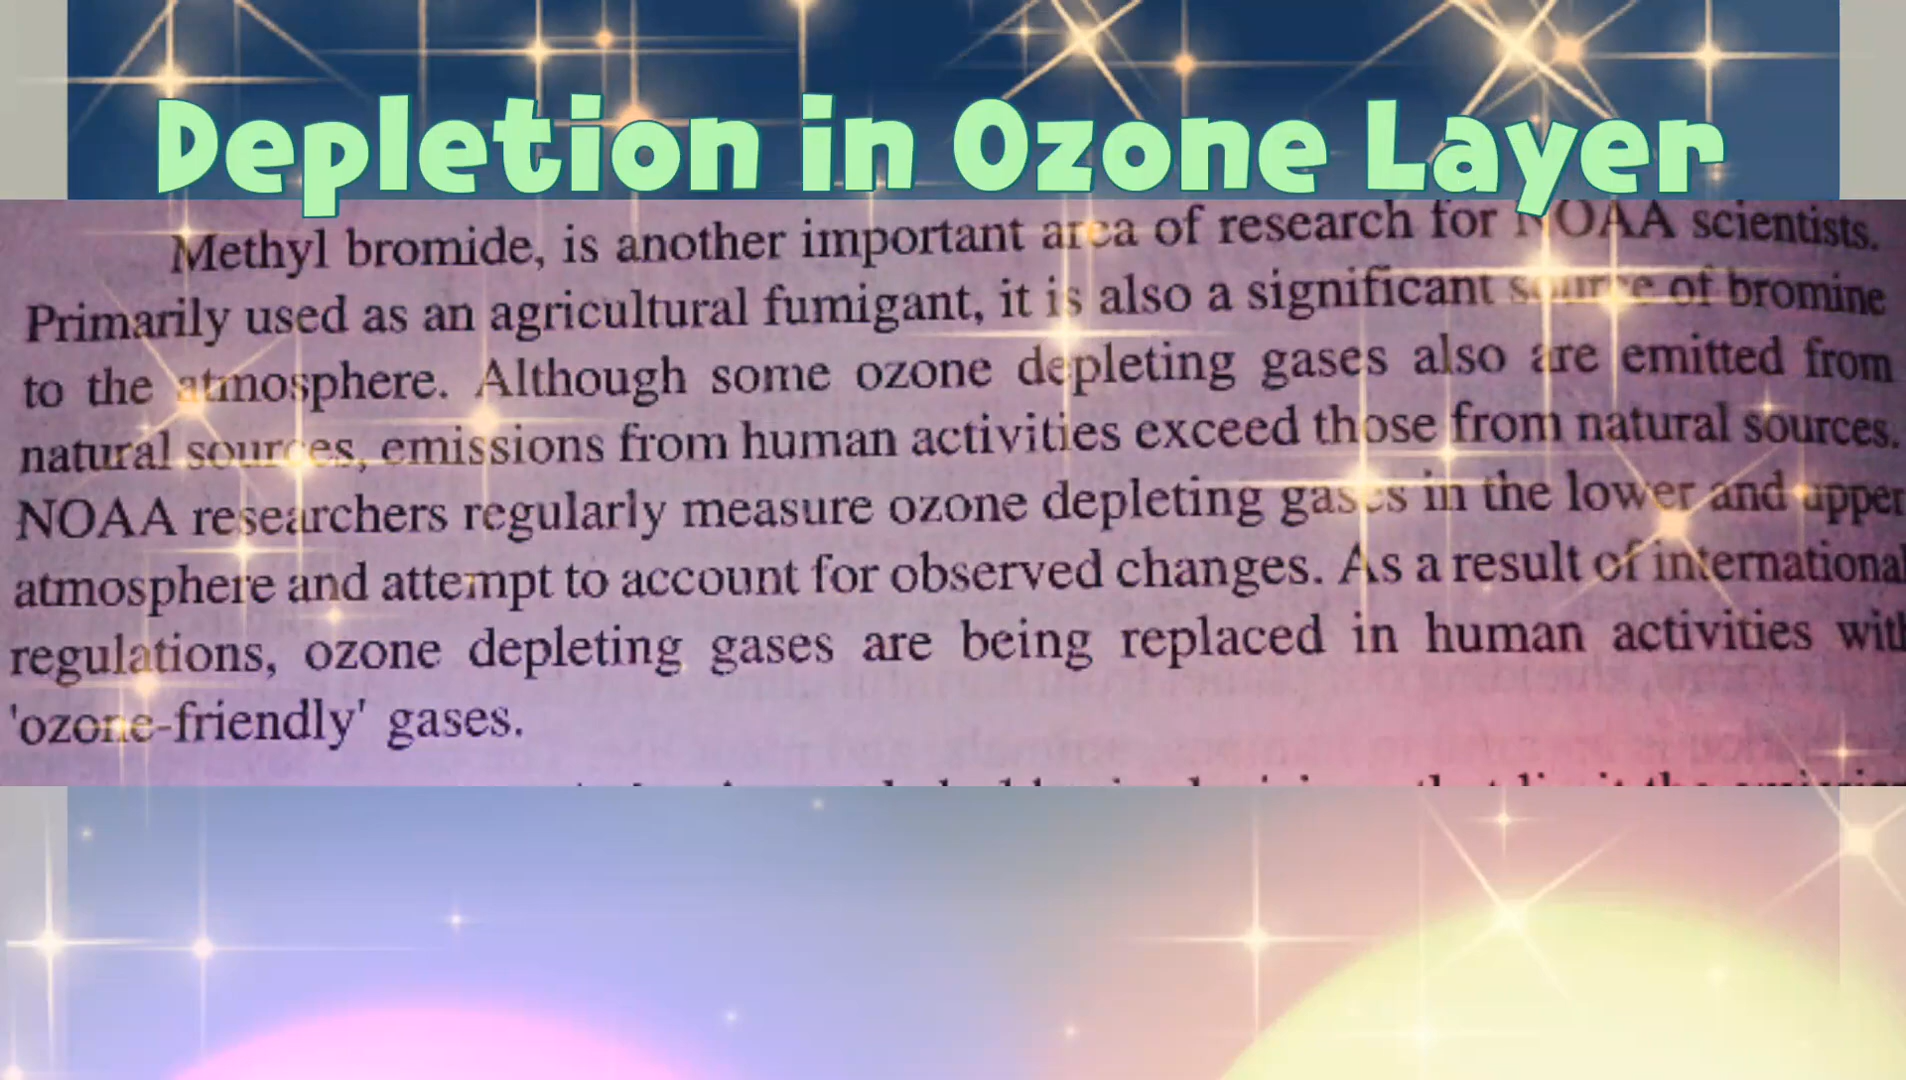 Depletion in Ozone Layer
Methyl bromide, is another important area of research for NOAA scientists.
Primarily used as an agricultural fumigant, it is also a significant source of bromine
to the atmosphere. Although some ozone depleting gases also are emitted from
natural sources, emissions from human activities exceed those from natural sources.
NOAA researchers regularly measure ozone depleting gases in the lower and upper
atmosphere and attempt to account for observed changes. As a result of international
regulations, ozone depleting gases are being replaced in human activities with
'ozone-friendly' gases.